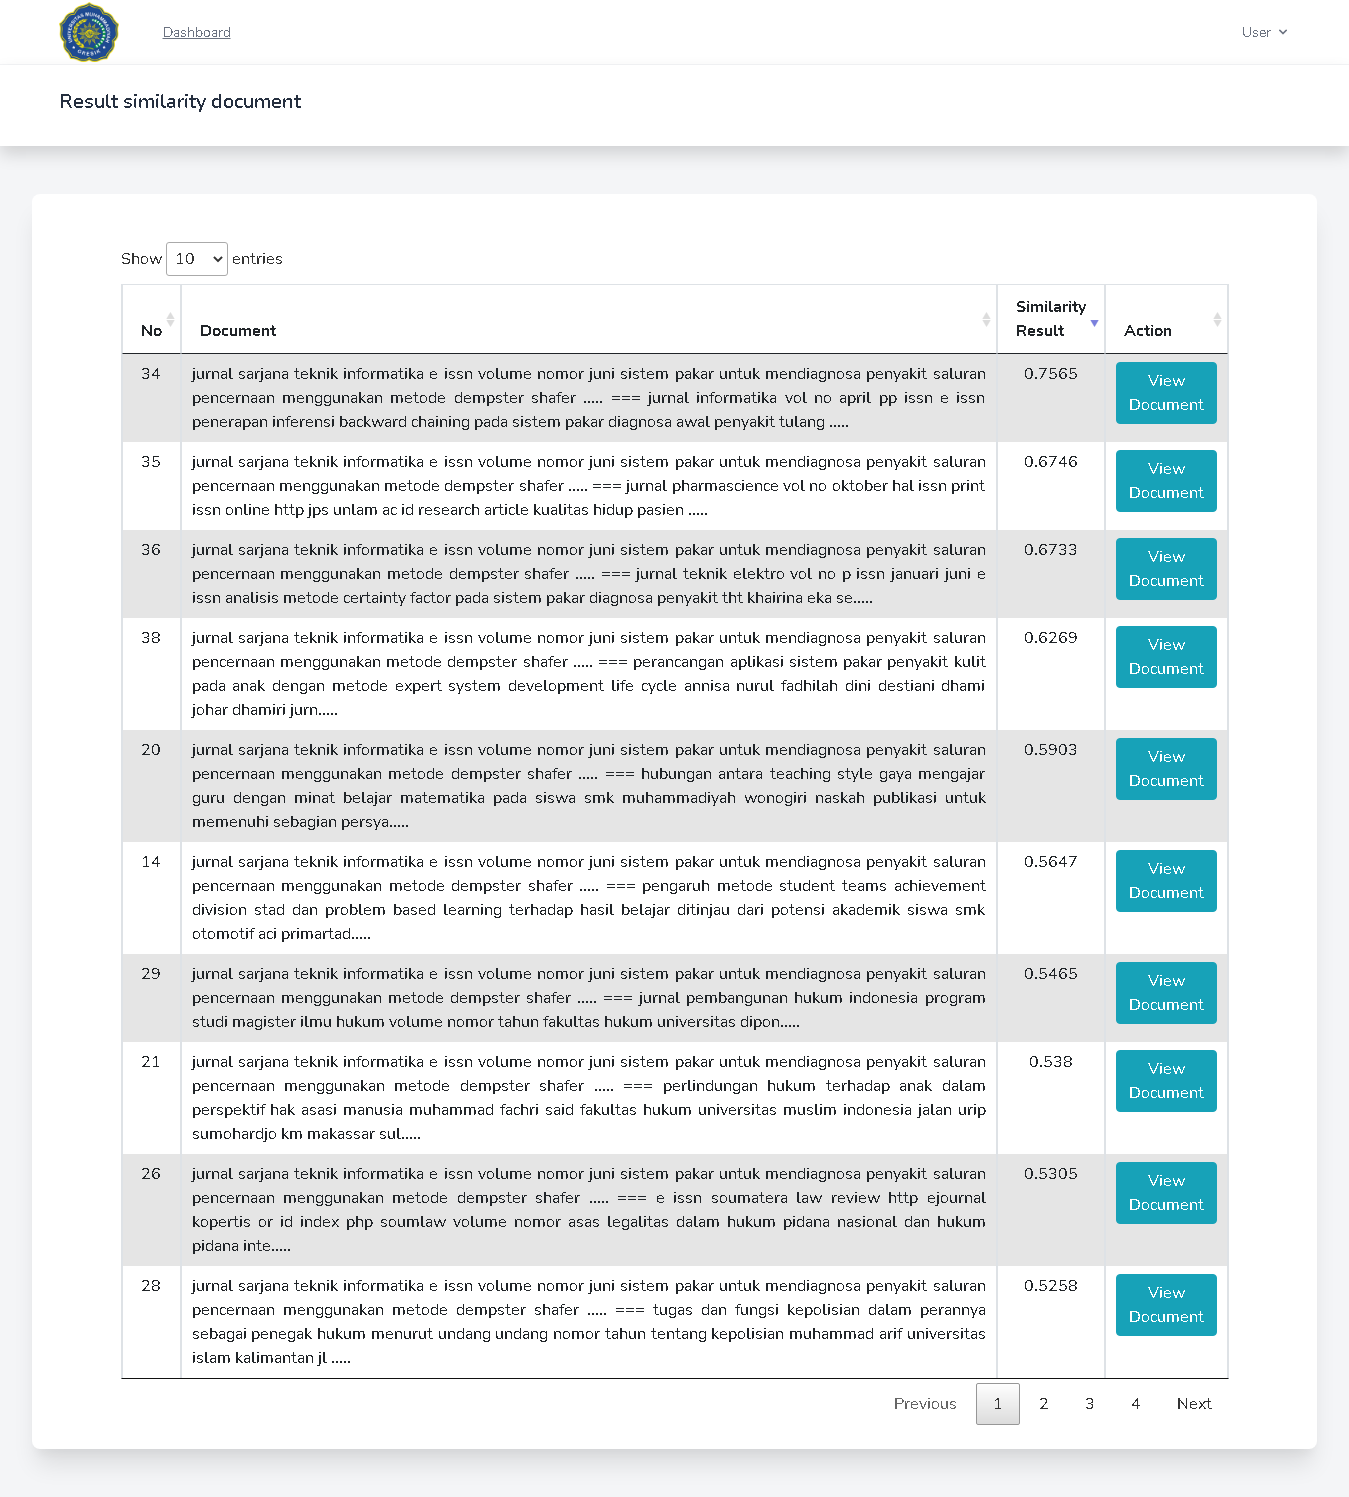 UNIVERSITAS MUHAMMADIYAH
GRESIK
Dashboard
User
Result similarity document
Show 10 entries
No
Document
Similarity
Result
Action
34
jurnal sarjana teknik informatika e issn volume nomor juni sistem pakar untuk mendiagnosa penyakit saluran
pencernaan menggunakan metode dempster shafer ..... === jurnal informatika vol no april pp issn e issn
penerapan inferensi backward chaining pada sistem pakar diagnosa awal penyakit tulang .....
0.7565
View
Document
35
jurnal sarjana teknik informatika e issn volume nomor juni sistem pakar untuk mendiagnosa penyakit saluran
pencernaan menggunakan metode dempster shafer ..... === jurnal pharmascience vol no oktober hal issn print
issn online http jps unlam ac id research article kualitas hidup pasien .....
0.6746
View
Document
36
jurnal sarjana teknik informatika e issn volume nomor juni sistem pakar untuk mendiagnosa penyakit saluran
pencernaan menggunakan metode dempster shafer ..... === jurnal teknik elektro vol no p issn januari juni e
issn analisis metode certainty factor pada sistem pakar diagnosa penyakit tht khairina eka se.....
0.6733
View
Document
38
jurnal sarjana teknik informatika e issn volume nomor juni sistem pakar untuk mendiagnosa penyakit saluran
pencernaan menggunakan metode dempster shafer ..... === perancangan aplikasi sistem pakar penyakit kulit
pada anak dengan metode expert system development life cycle annisa nurul fadhilah dini destiani dhami
johar dhamiri jurn.....
0.6269
View
Document
20
jurnal sarjana teknik informatika e issn volume nomor juni sistem pakar untuk mendiagnosa penyakit saluran
pencernaan menggunakan metode dempster shafer ..... === hubungan antara teaching style gaya mengajar
guru dengan minat belajar matematika pada siswa smk muhammadiyah wonogiri naskah publikasi untuk
memenuhi sebagian persya.....
0.5903
View
Document
14
jurnal sarjana teknik informatika e issn volume nomor juni sistem pakar untuk mendiagnosa penyakit saluran
pencernaan menggunakan metode dempster shafer ..... === pengaruh metode student teams achievement
division stad dan problem based learning terhadap hasil belajar ditinjau dari potensi akademik siswa smk
otomotif aci primartad.....
0.5647
View
Document
29
jurnal sarjana teknik informatika e issn volume nomor juni sistem pakar untuk mendiagnosa penyakit saluran
pencernaan menggunakan metode dempster shafer ..... === jurnal pembangunan hukum indonesia program
studi magister ilmu hukum volume nomor tahun fakultas hukum universitas dipon.....
0.5465
View
Document
21
jurnal sarjana teknik informatika e issn volume nomor juni sistem pakar untuk mendiagnosa penyakit saluran
pencernaan menggunakan metode dempster shafer ..... === perlindungan hukum terhadap anak dalam
perspektif hak asasi manusia muhammad fachri said fakultas hukum universitas muslim indonesia jalan urip
sumohardjo km makassar sul.....
0.538
View
Document
26
jurnal sarjana teknik informatika e issn volume nomor juni sistem pakar untuk mendiagnosa penyakit saluran
pencernaan menggunakan metode dempster shafer ..... === e issn soumatera law review http ejournal
kopertis or id index php soumlaw volume nomor asas legalitas dalam hukum pidana nasional dan hukum
pidana inte.....
0.5305
View
Document
28
jurnal sarjana teknik informatika e issn volume nomor juni sistem pakar untuk mendiagnosa penyakit saluran
pencernaan menggunakan metode dempster shafer ..... === tugas dan fungsi kepolisian dalam perannya
sebagai penegak hukum menurut undang undang nomor tahun tentang kepolisian muhammad arif universitas
islam kalimantan jl .....
0.5258
View
Document
Previous 1 2 3 4 Next